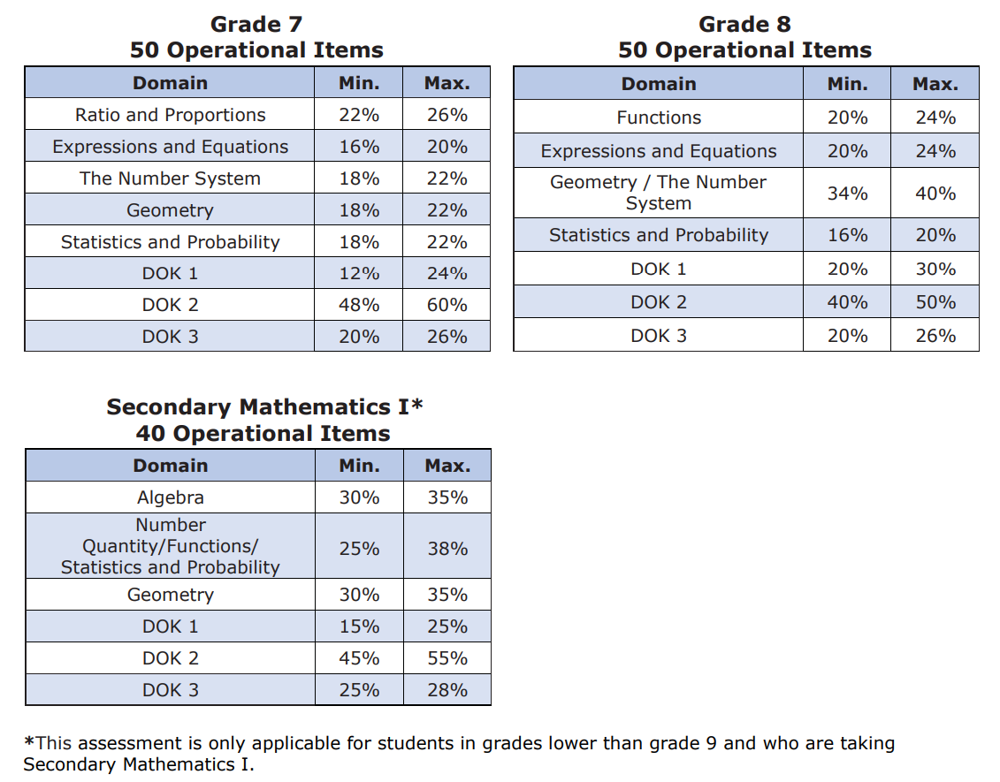 Grade 7
50 Operational Items
Domain Min. Max.
Ratio and Proportions 22% 26%
Expressions and Equations 16% 20%
The Number System 18% 22%
Geometry 18% 22%
Statistics and Probability 18% 22%
DOK 1 12% 24%
DOK 2 48% 60%
DOK 3 20% 26%
Grade 8
50 Operational Items
Domain Min. Max.
Functions 20% 24%
Expressions and Equations 20% 24%
Geometry / The Number
System 34% 40%
Statistics and Probability 16% 20%
DOK 1 20% 30%
DOK 2 40% 50%
DOK 3 20% 26%
Secondary Mathematics I*
40 Operational Items
Domain Min. Max.
Algebra 30% 35%
Number
Quantity/Functions/ 25% 38%
Statistics and Probability
Geometry 30% 35%
DOK 1 15% 25%
DOK 2 45% 55%
DOK 3 25% 28%
*This assessment is only applicable for students in grades lower than grade 9 and who are taking
Secondary Mathematics I.